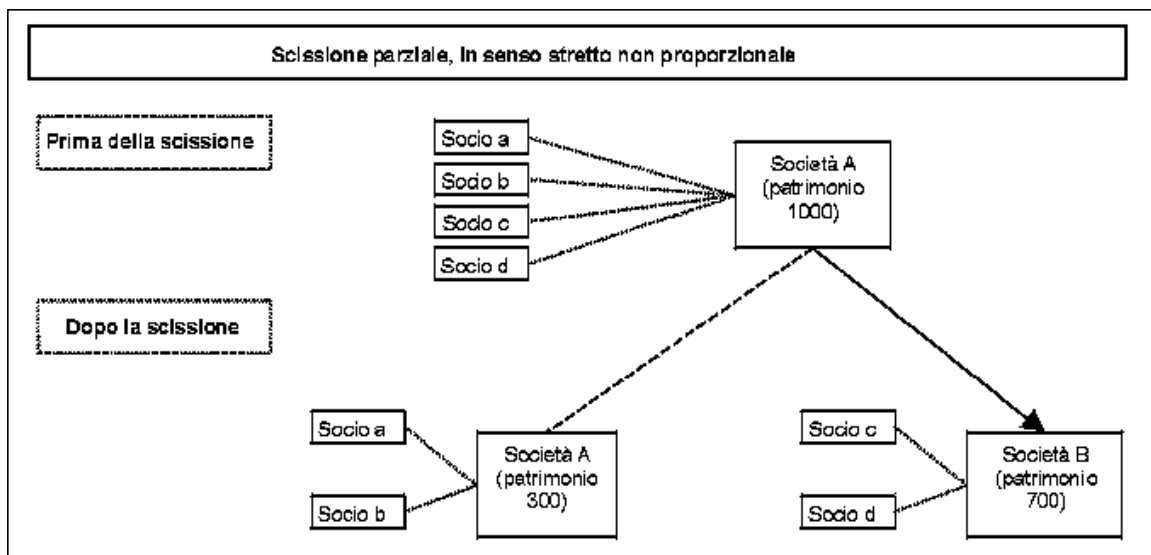 Scissione parziale, in senso stretto non proporzionale
Prima della scissione
Socio a
Socio b
Socio c
Socio d
Società A
(patrimonio
1000)
Dopo la scissione
Socio a
Socio b
Società A
(patrimonio
300)
Socio c
Socio d
Società B
(patrimonio
700)